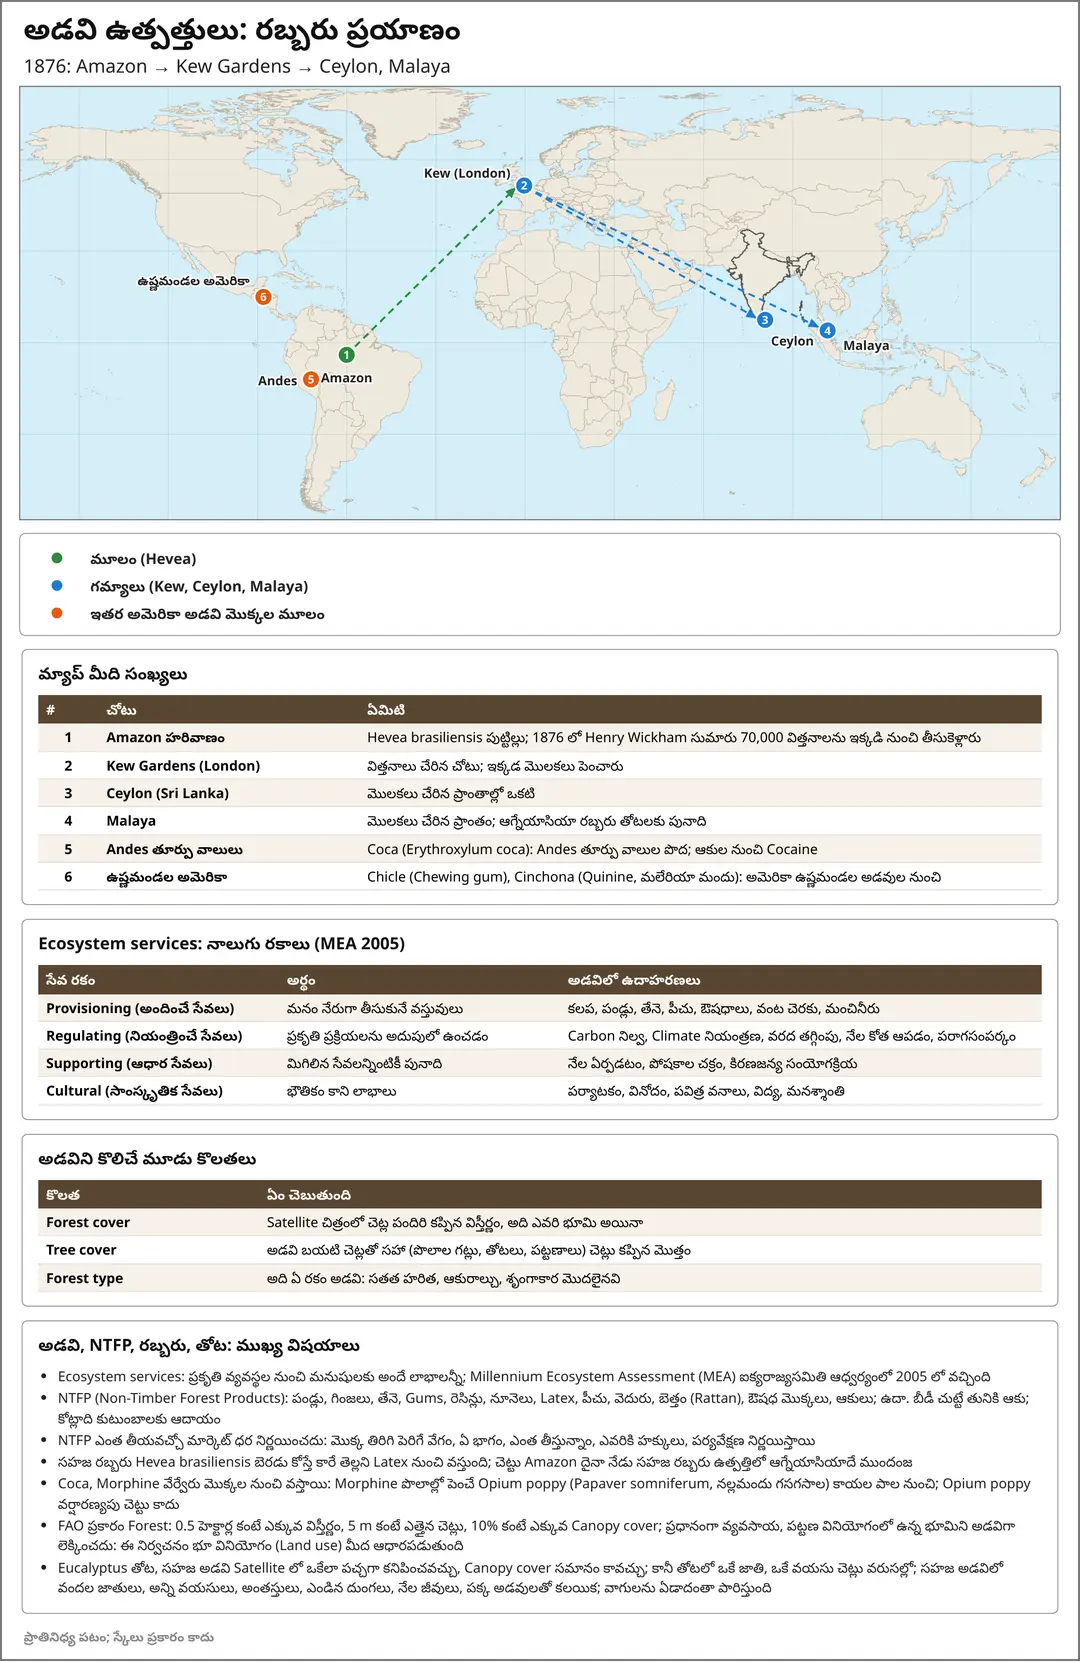 అడవి ఉత్పత్తులు: రబ్బరు ప్రయాణం
1876: Amazon → Kew Gardens → Ceylon, Malaya
Kew (London)
2
ఉష్ణమండల అమెరికా
6
3
4
Ceylon
Malaya
1
Andes
5
Amazon
మూలం (Hevea)
గమ్యాలు (Kew, Ceylon, Malaya)
ఇతర అమెరికా అడవి మొక్కల మూలం
మ్యాప్ మీది సంఖ్యలు
# చోటు ఏమిటి
1 Amazon హరివాణం Hevea brasiliensis పుట్టిల్లు; 1876 లో Henry Wickham సుమారు 70,000 విత్తనాలను ఇక్కడి నుంచి తీసుకెళ్లారు
2 Kew Gardens (London) విత్తనాలు చేరిన చోటు; ఇక్కడ మొలకలు పెంచారు
3 Ceylon (Sri Lanka) మొలకలు చేరిన ప్రాంతాల్లో ఒకటి
4 Malaya మొలకలు చేరిన ప్రాంతం; ఆగ్నేయాసియా రబ్బరు తోటలకు పునాది
5 Andes తూర్పు వాలులు Coca (Erythroxylum coca): Andes తూర్పు వాలుల పొద; ఆకుల నుంచి Cocaine
6 ఉష్ణమండల అమెరికా Chicle (Chewing gum), Cinchona (Quinine, మలేరియా మందు): అమెరికా ఉష్ణమండల అడవుల నుంచి
Ecosystem services: నాలుగు రకాలు (MEA 2005)
సేవ రకం అర్థం అడవిలో ఉదాహరణలు
Provisioning (అందించే సేవలు) మనం నేరుగా తీసుకునే వస్తువులు కలప, పండ్లు, తేనె, పీచు, ఔషధాలు, వంట చెరకు, మంచినీరు
Regulating (నియంత్రించే సేవలు) ప్రకృతి ప్రక్రియలను అదుపులో ఉంచడం Carbon నిల్వ, Climate నియంత్రణ, వరద తగ్గింపు, నేల కోత ఆపడం, పరాగసంపర్కం
Supporting (ఆధార సేవలు) మిగిలిన సేవలన్నింటికీ పునాది నేల ఏర్పడటం, పోషకాల చక్రం, కిరణజన్య సంయోగక్రియ
Cultural (సాంస్కృతిక సేవలు) భౌతికం కాని లాభాలు పర్యాటకం, వినోదం, పవిత్ర వనాలు, విద్య, మనశ్శాంతి
అడవిని కొలిచే మూడు కొలతలు
కొలత ఏం చెబుతుంది
Forest cover Satellite చిత్రంలో చెట్ల పందిరి కప్పిన విస్తీర్ణం, అది ఎవరి భూమి అయినా
Tree cover అడవి బయటి చెట్లతో సహా (పొలాల గట్లు, తోటలు, పట్టణాలు) చెట్లు కప్పిన మొత్తం
Forest type అది ఏ రకం అడవి: సతత హరిత, ఆకురాల్చు, శృంగాకార మొదలైనవి
అడవి, NTFP, రబ్బరు, తోట: ముఖ్య విషయాలు
• Ecosystem services: ప్రకృతి వ్యవస్థల నుంచి మనుషులకు అందే లాభాలన్నీ; Millennium Ecosystem Assessment (MEA) ఐక్యరాజ్యసమితి ఆధ్వర్యంలో 2005 లో వచ్చింది
• NTFP (Non-Timber Forest Products): పండ్లు, గింజలు, తేనె, Gums, రెసిన్లు, నూనెలు, Latex, పీచు, వెదురు, బెత్తం (Rattan), ఔషధ మొక్కలు, ఆకులు; ఉదా. బీడీ చుట్టే తునికి ఆకు;
కోట్లాది కుటుంబాలకు ఆదాయం
• NTFP ఎంత తీయవచ్చో మార్కెట్ ధర నిర్ణయించదు: మొక్క తిరిగి పెరిగే వేగం, ఏ భాగం, ఎంత తీస్తున్నాం, ఎవరికి హక్కులు, పర్యవేక్షణ నిర్ణయిస్తాయి
• సహజ రబ్బరు Hevea brasiliensis బెరడు కోస్తే కారే తెల్లని Latex నుంచి వస్తుంది; చెట్టు Amazon దైనా నేడు సహజ రబ్బరు ఉత్పత్తిలో ఆగ్నేయాసియాదే ముందంజ
• Coca, Morphine వేర్వేరు మొక్కల నుంచి వస్తాయి: Morphine పొలాల్లో పెంచే Opium poppy (Papaver somniferum, నల్లమందు గసగసాల) కాయల పాల నుంచి; Opium poppy
వర్షారణ్యపు చెట్టు కాదు
• FAO ప్రకారం Forest: 0.5 హెక్టార్ల కంటే ఎక్కువ విస్తీర్ణం, 5 m కంటే ఎత్తైన చెట్లు, 10% కంటే ఎక్కువ Canopy cover; ప్రధానంగా వ్యవసాయ, పట్టణ వినియోగంలో ఉన్న భూమిని అడవిగా
లెక్కించదు: ఈ నిర్వచనం భూ వినియోగం (Land use) మీద ఆధారపడుతుంది
• Eucalyptus తోట, సహజ అడవి Satellite లో ఒకేలా పచ్చగా కనిపించవచ్చు, Canopy cover సమానం కావచ్చు; కానీ తోటలో ఒకే జాతి, ఒకే వయసు చెట్లు వరుసల్లో; సహజ అడవిలో
వందల జాతులు, అన్ని వయసులు, అంతస్తులు, ఎండిన దుంగలు, నేల జీవులు, పక్క అడవులతో కలయిక; వాగులను ఏడాదంతా పారిస్తుంది
ప్రాతినిధ్య పటం; స్కేలు ప్రకారం కాదు